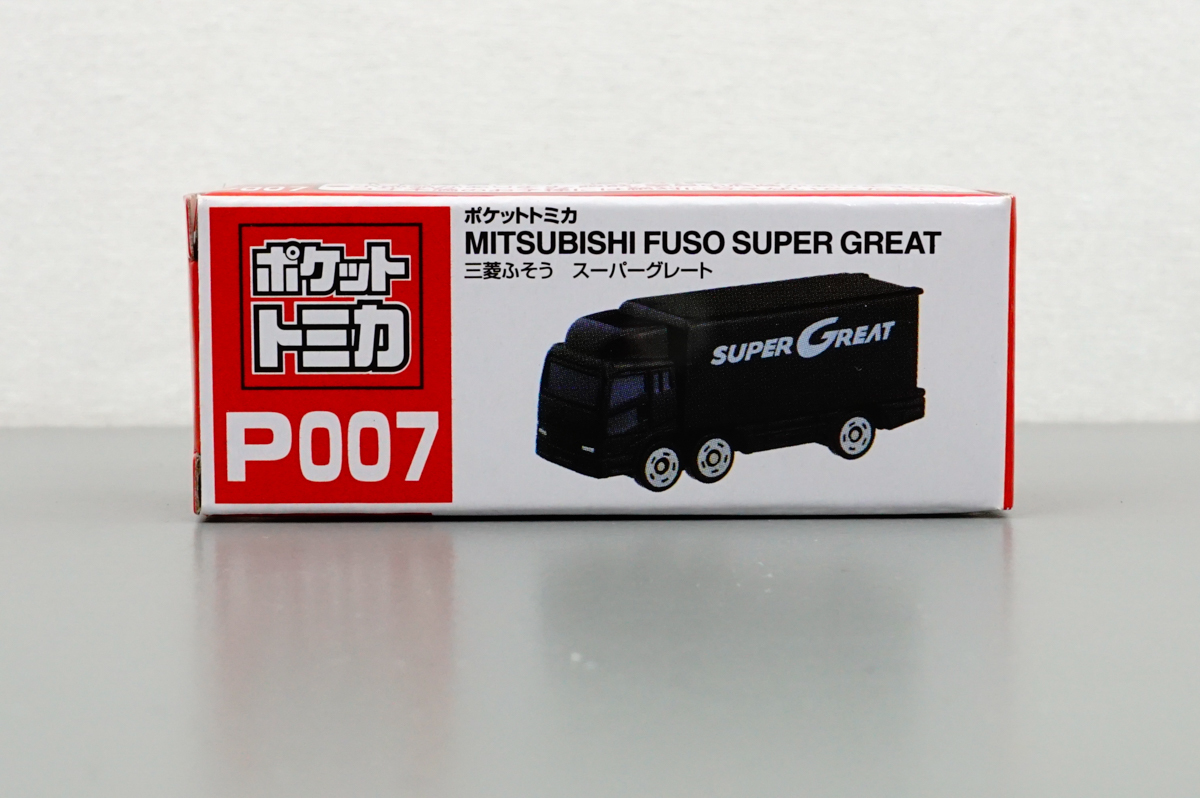 ポケット
トミカ
P007
ポケットトミカ
MITSUBISHI FUSO SUPER GREAT
三菱ふそう スーパーグレート
SUPER GREAT
P007